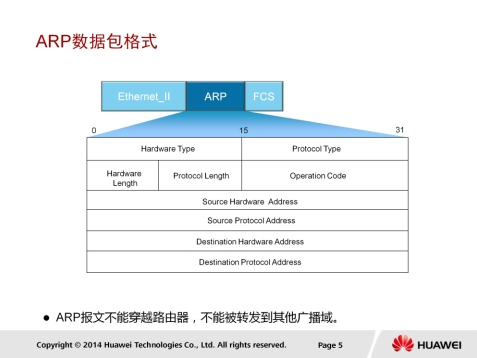 ARP数据包格式
Ethernet_II ARP FCS
0 15 31
Hardware Type Protocol Type
Hardware
Length
Protocol Length Operation Code
Source Hardware Address
Source Protocol Address
Destination Hardware Address
Destination Protocol Address
● ARP报文不能穿越路由器，不能被转发到其他广播域。
Copyright © 2014 Huawei Technologies Co., Ltd. All rights reserved. Page 5 HUAWEI